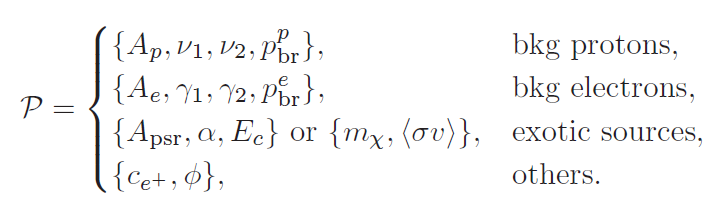 {A_p, ν_1, ν_2, p^p_br}, bkg protons,
{A_e, γ_1, γ_2, p^e_br}, bkg electrons,
𝒫 =
{A_psr, α, E_c} or {m_χ, ⟨σv⟩}, exotic sources,
{c_{e^+}, ϕ}, others.